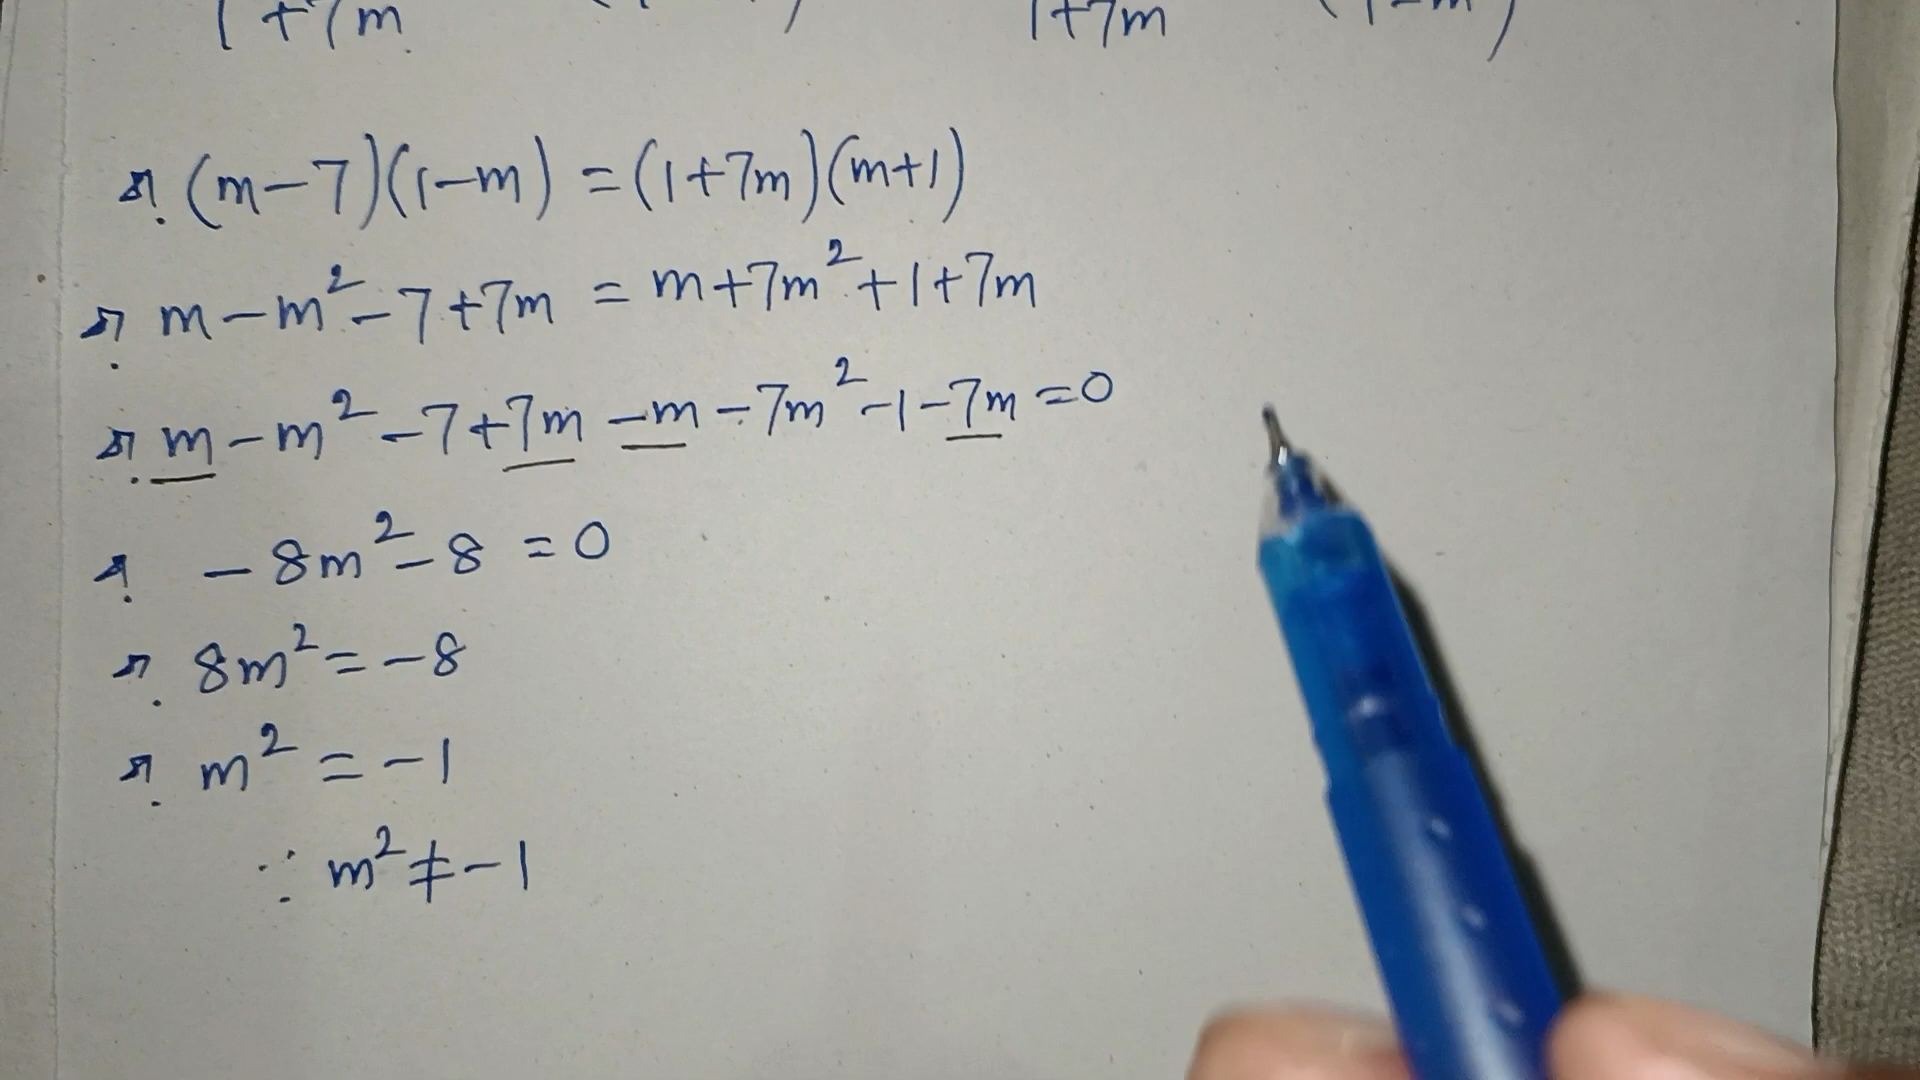 1+7m 1+7m (1-m)
বা. (m-7)(1-m) = (1+7m)(m+1)
বা. m-m²-7+7m = m+7m²+1+7m
বা. m-m²-7+7m-m-7m²-1-7m=0
বা. -8m²-8=0
বা. 8m²=-8
বা. m²=-1
∵ m²≠-1